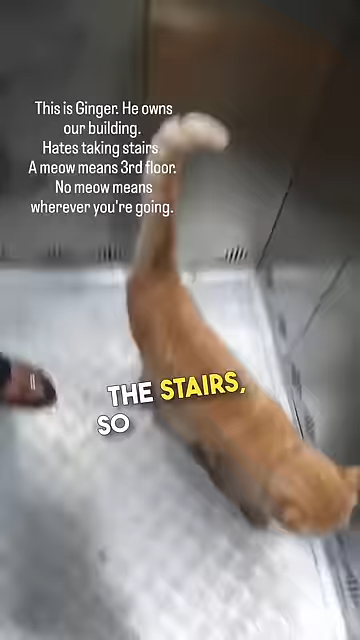 This is Ginger. He owns
our building.
Hates taking stairs
A meow means 3rd floor.
No meow means
wherever you're going.
THE STAIRS,
SO